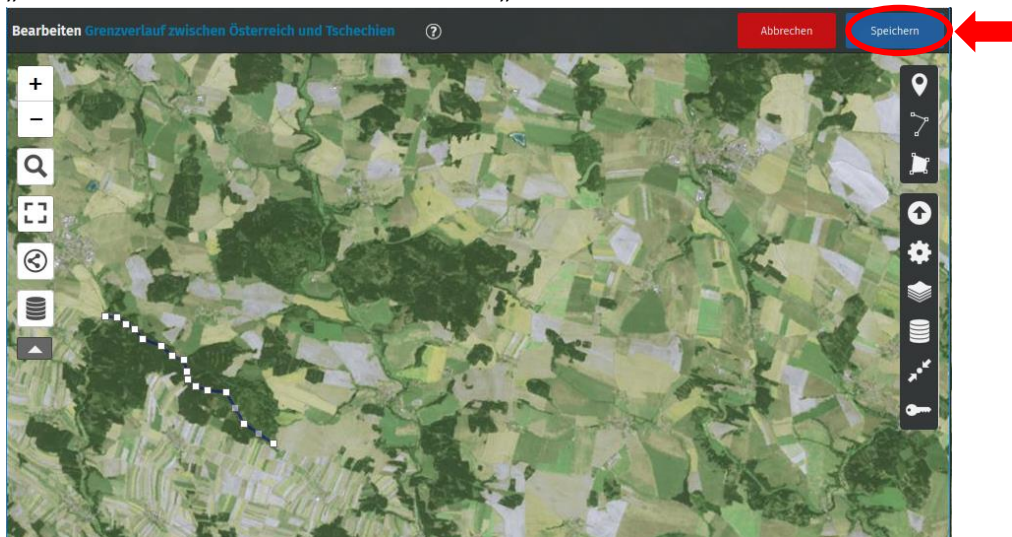 Bearbeiten Grenzverlauf zwischen Österreich und Tschechien ? Abbrechen Speichern
+
−